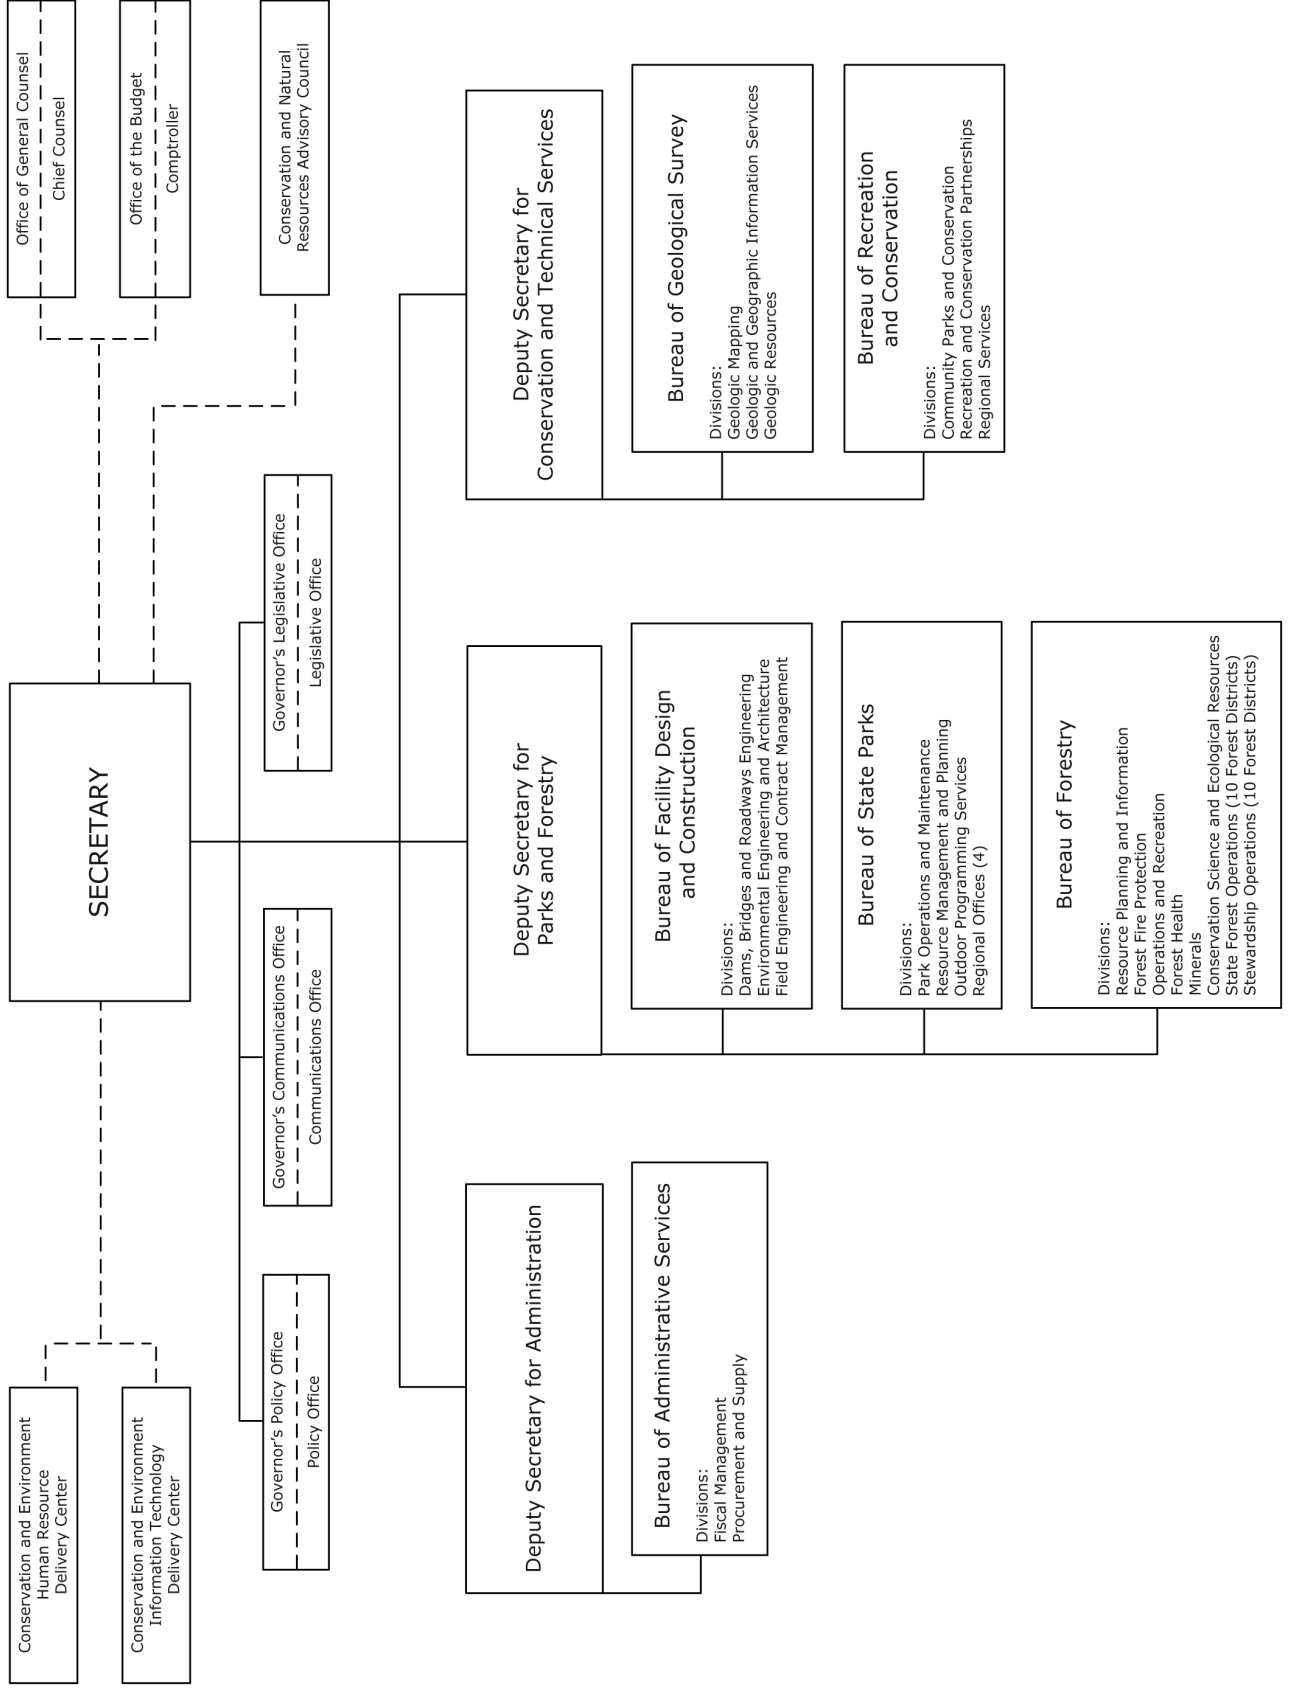 SECRETARY
Conservation and Environment
Human Resource
Delivery Center
Conservation and Environment
Information Technology
Delivery Center
Office of General Counsel
Chief Counsel
Office of the Budget
Comptroller
Conservation and Natural
Resources Advisory Council
Governor’s Policy Office
Policy Office
Governor’s Communications Office
Communications Office
Governor’s Legislative Office
Legislative Office
Deputy Secretary for Administration
Bureau of Administrative Services
Divisions:
Fiscal Management
Procurement and Supply
Deputy Secretary for
Parks and Forestry
Bureau of Facility Design
and Construction
Divisions:
Dams, Bridges and Roadways Engineering
Environmental Engineering and Architecture
Field Engineering and Contract Management
Bureau of State Parks
Divisions:
Park Operations and Maintenance
Resource Management and Planning
Outdoor Programming Services
Regional Offices (4)
Bureau of Forestry
Divisions:
Resource Planning and Information
Forest Fire Protection
Operations and Recreation
Forest Health
Minerals
Conservation Science and Ecological Resources
State Forest Operations (10 Forest Districts)
Stewardship Operations (10 Forest Districts)
Deputy Secretary for
Conservation and Technical Services
Bureau of Geological Survey
Divisions:
Geologic Mapping
Geologic and Geographic Information Services
Geologic Resources
Bureau of Recreation
and Conservation
Divisions:
Community Parks and Conservation
Recreation and Conservation Partnerships
Regional Services